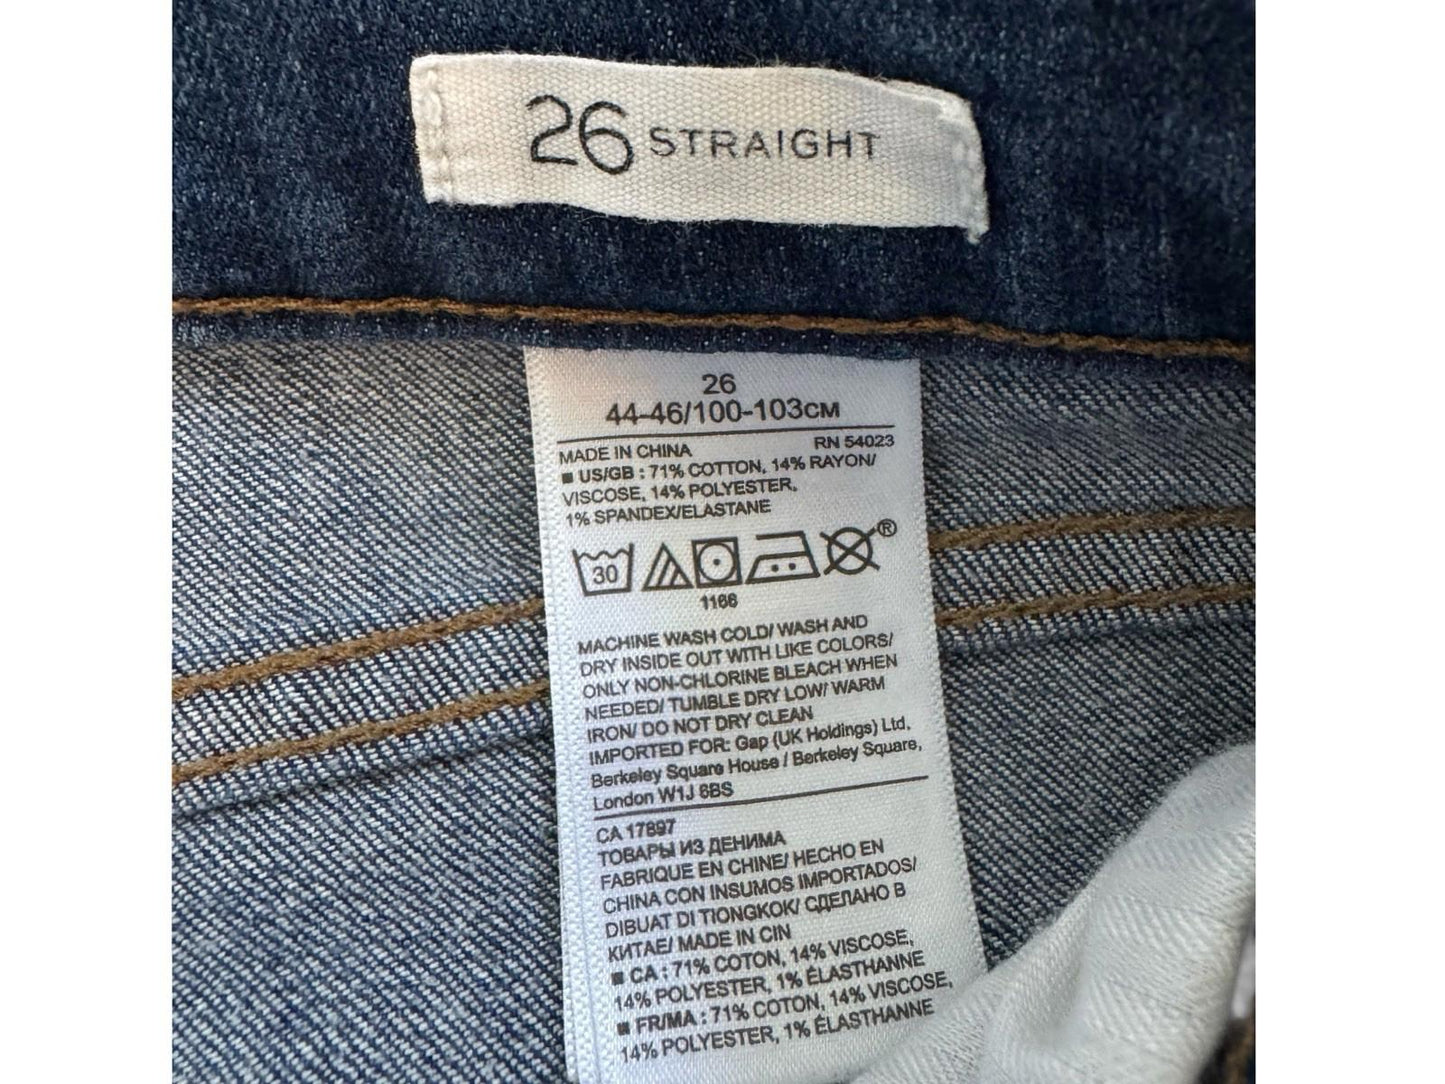 26 STRAIGHT
26
44-46/100-103см
MADE IN CHINA RN 54023
■ US/GB : 71% COTTON, 14% RAYON/
VISCOSE, 14% POLYESTER,
1% SPANDEX/ELASTANE
30 ®
1166
MACHINE WASH COLD/ WASH AND
DRY INSIDE OUT WITH LIKE COLORS/
ONLY NON-CHLORINE BLEACH WHEN
NEEDED/ TUMBLE DRY LOW/ WARM
IRON/ DO NOT DRY CLEAN
IMPORTED FOR: Gap (UK Holdings) Ltd.
Berkeley Square House / Berkeley Square,
London W1J 6BS
CA 17897
ТОВАРЫ ИЗ ДЕНИМА
FABRIQUE EN CHINE/ HECHO EN
CHINA CON INSUMOS IMPORTADOS/
DIBUAT DI TIONGKOK/ СДЕЛАНО В
КИТАЕ/ MADE IN CIN
■ CA : 71% COTON, 14% VISCOSE,
14% POLYESTER, 1% ÉLASTHANNE
■ FR/MA : 71% COTON, 14% VISCOSE,
14% POLYESTER, 1% ÉLASTHANNE